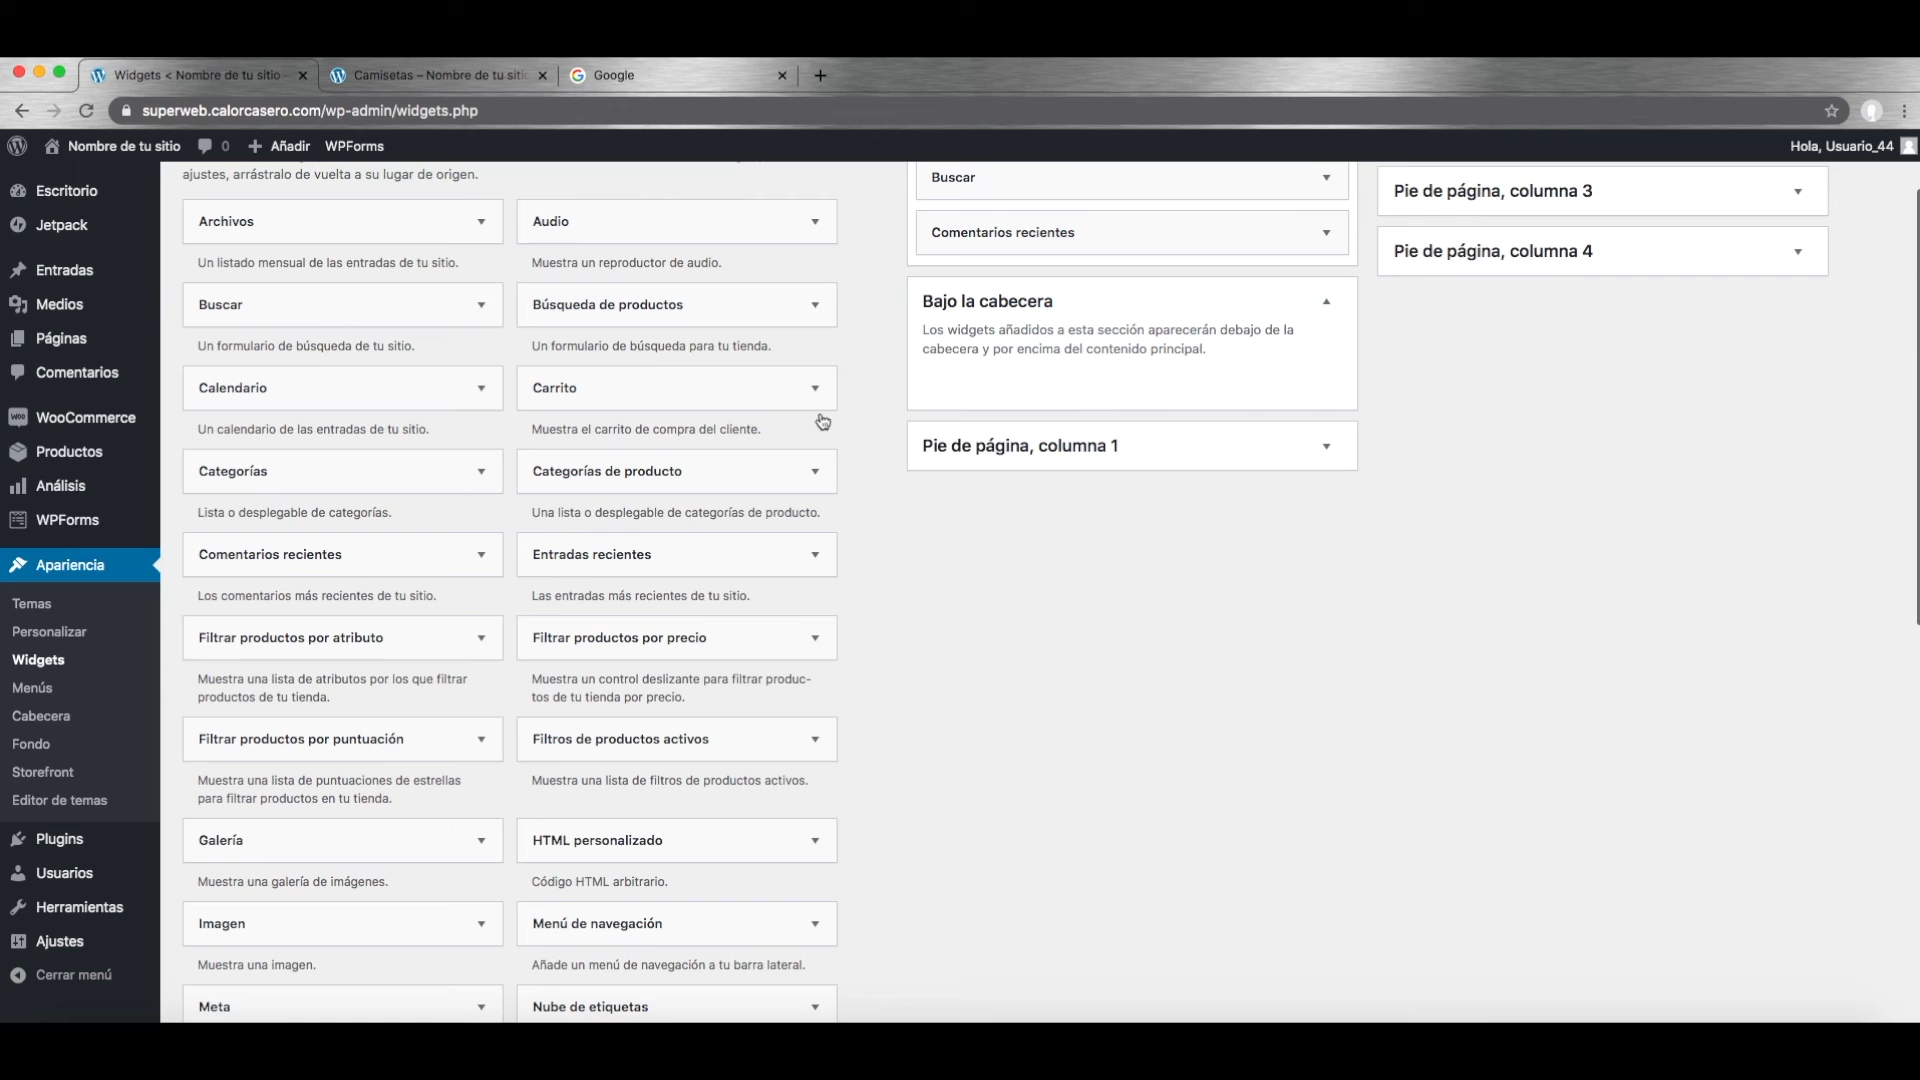 Widgets < Nombre de tu sitio
Camisetas – Nombre de tu siti
Google
superweb.calorcasero.com/wp-admin/widgets.php
Nombre de tu sitio
0
Añadir
WPForms
Hola, Usuario_44
Escritorio
Jetpack
Entradas
Medios
Páginas
Comentarios
WooCommerce
Productos
Análisis
WPForms
Apariencia
Temas
Personalizar
Widgets
Menús
Cabecera
Fondo
Storefront
Editor de temas
Plugins
Usuarios
Herramientas
Ajustes
Cerrar menú
ajustes, arrástralo de vuelta a su lugar de origen.
Archivos
Un listado mensual de las entradas de tu sitio.
Audio
Muestra un reproductor de audio.
Buscar
Un formulario de búsqueda de tu sitio.
Búsqueda de productos
Un formulario de búsqueda para tu tienda.
Calendario
Un calendario de las entradas de tu sitio.
Carrito
Muestra el carrito de compra del cliente.
Categorías
Lista o desplegable de categorías.
Categorías de producto
Una lista o desplegable de categorías de producto.
Comentarios recientes
Los comentarios más recientes de tu sitio.
Entradas recientes
Las entradas más recientes de tu sitio.
Filtrar productos por atributo
Muestra una lista de atributos por los que filtrar
productos de tu tienda.
Filtrar productos por precio
Muestra un control deslizante para filtrar produc-
tos de tu tienda por precio.
Filtrar productos por puntuación
Muestra una lista de puntuaciones de estrellas
para filtrar productos en tu tienda.
Filtros de productos activos
Muestra una lista de filtros de productos activos.
Galería
Muestra una galería de imágenes.
HTML personalizado
Código HTML arbitrario.
Imagen
Muestra una imagen.
Menú de navegación
Añade un menú de navegación a tu barra lateral.
Meta
Nube de etiquetas
Buscar
Comentarios recientes
Bajo la cabecera
Los widgets añadidos a esta sección aparecerán debajo de la
cabecera y por encima del contenido principal.
Pie de página, columna 1
Pie de página, columna 3
Pie de página, columna 4